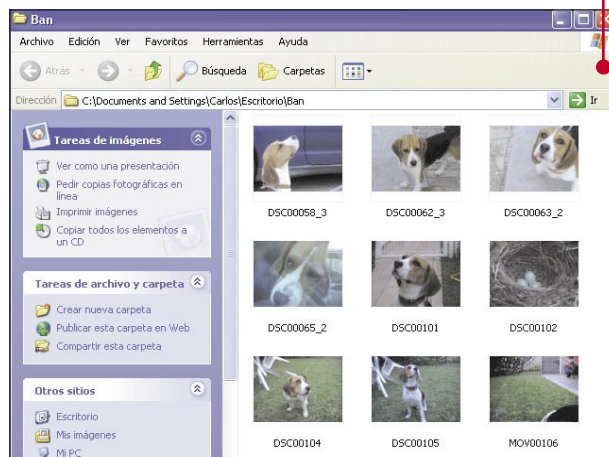 Ban
Archivo Edición Ver Favoritos Herramientas Ayuda
Atrás Búsqueda Carpetas
Dirección C:\Documents and Settings\Carlos\Escritorio\Ban Ir
Tareas de imágenes
Ver como una presentación
Pedir copias fotográficas en
línea
Imprimir imágenes
Copiar todos los elementos a
un CD
Tareas de archivo y carpeta
Crear nueva carpeta
Publicar esta carpeta en Web
Compartir esta carpeta
Otros sitios
Escritorio
Mis imágenes
Mi PC
DSC00058_3 DSC00062_3 DSC00063_2
DSC00065_2 DSC00101 DSC00102
DSC00104 DSC00105 MOV00106